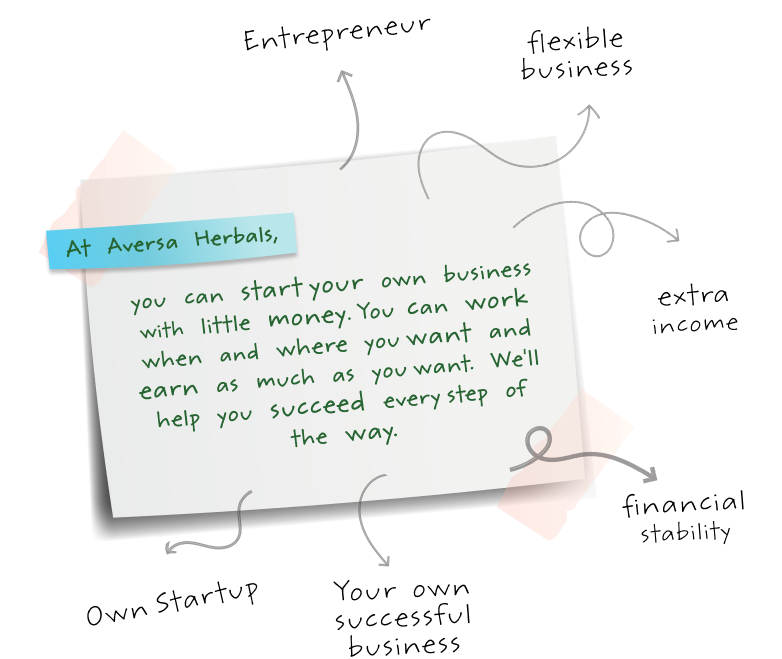 Entrepreneur
flexible
business
At Aversa Herbals,
you can start your own business
with little money. You can work
when and where you want and
earn as much as you want. We'll
help you succeed every step of
the way.
extra
income
financial
stability
Own Startup
Your own
successful
business